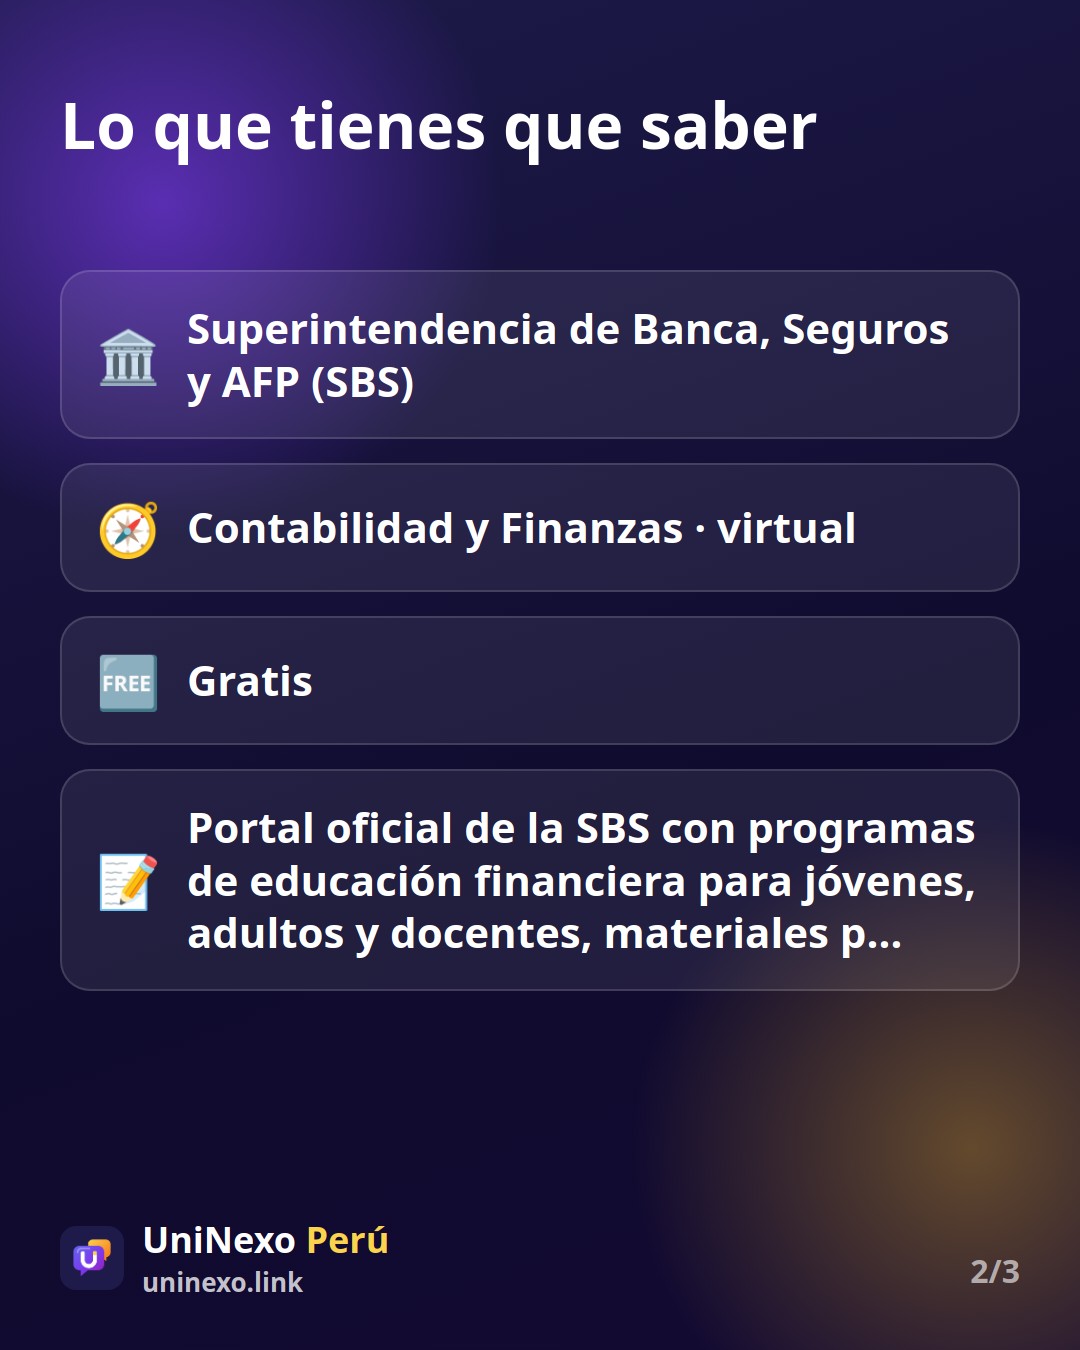 Lo que tienes que saber
Superintendencia de Banca, Seguros
y AFP (SBS)
Contabilidad y Finanzas · virtual
FREE
Gratis
Portal oficial de la SBS con programas
de educación financiera para jóvenes,
adultos y docentes, materiales p...
U
UniNexo Perú
uninexo.link
2/3